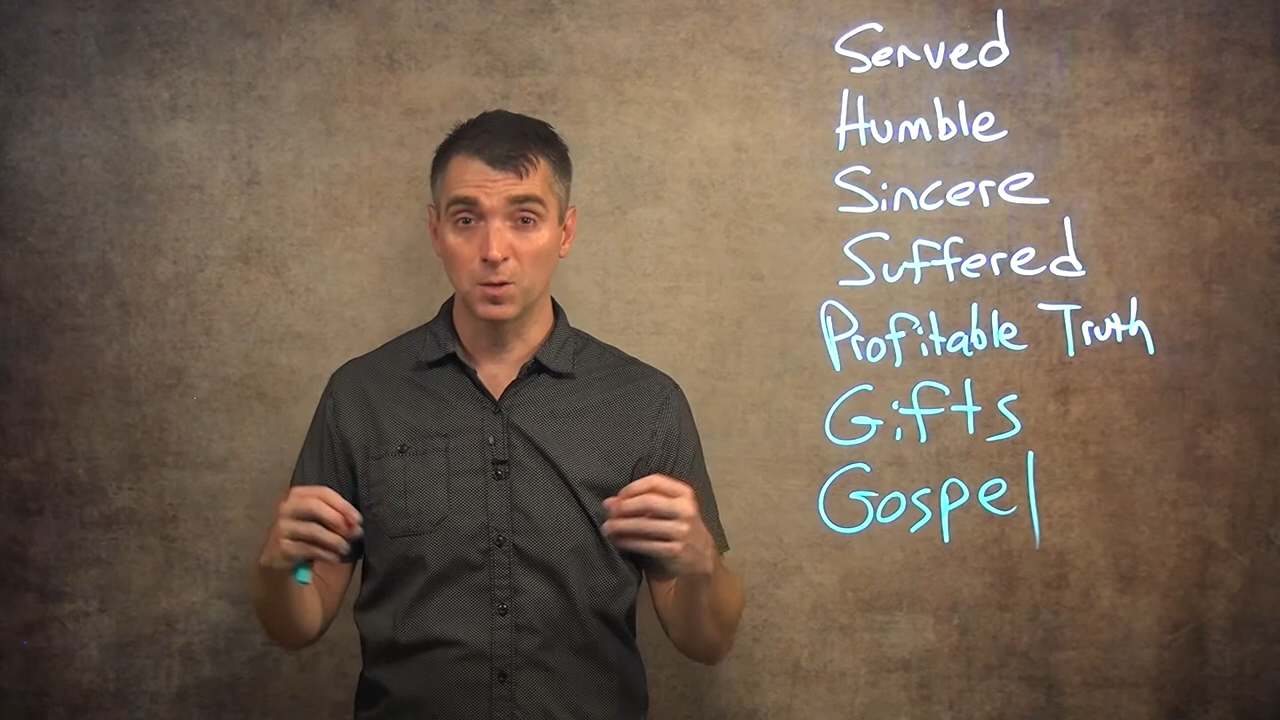 Served
Humble
Sincere
Suffered
Profitable Truth
Gifts
Gospel